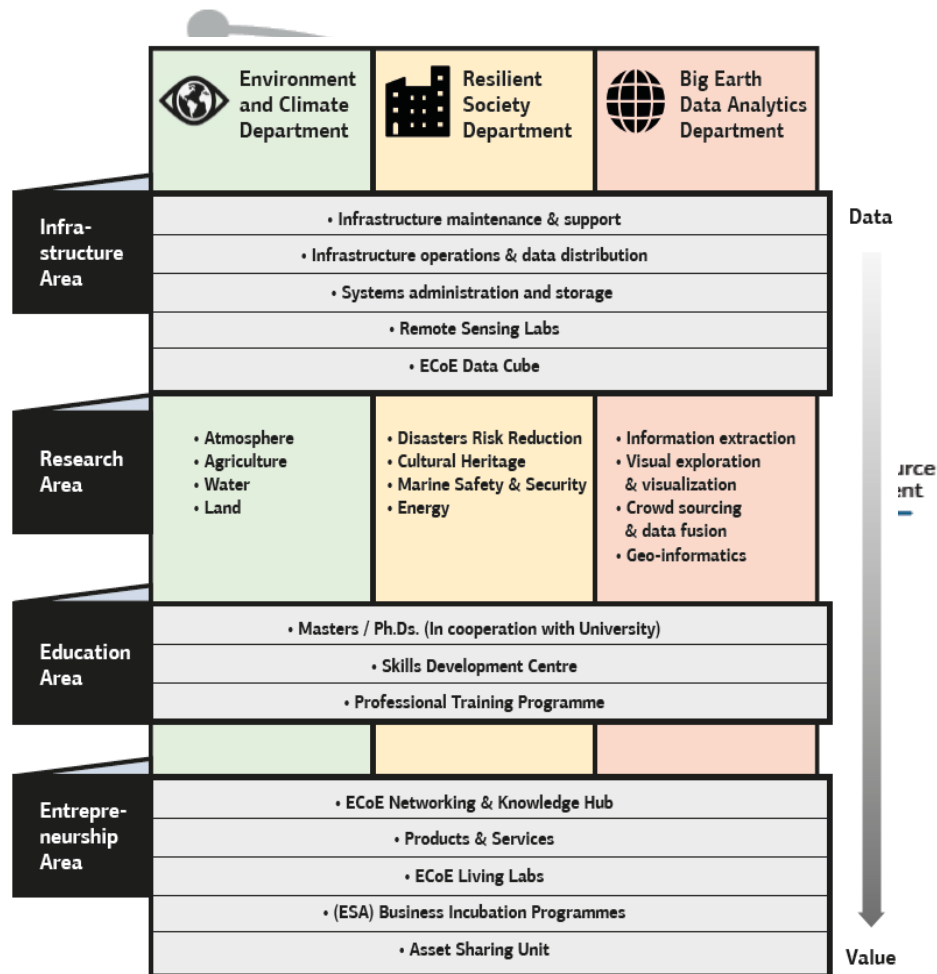 Environment
and Climate
Department
Resilient
Society
Department
Big Earth
Data Analytics
Department
Infra-
structure
Area
• Infrastructure maintenance & support
• Infrastructure operations & data distribution
• Systems administration and storage
• Remote Sensing Labs
• ECoE Data Cube
Data
Research
Area
• Atmosphere
• Agriculture
• Water
• Land
• Disasters Risk Reduction
• Cultural Heritage
• Marine Safety & Security
• Energy
• Information extraction
• Visual exploration
& visualization
• Crowd sourcing
& data fusion
• Geo-informatics
Education
Area
• Masters / Ph.Ds. (In cooperation with University)
• Skills Development Centre
• Professional Training Programme
Entrepre-
neurship
Area
• ECoE Networking & Knowledge Hub
• Products & Services
• ECoE Living Labs
• (ESA) Business Incubation Programmes
• Asset Sharing Unit
Value